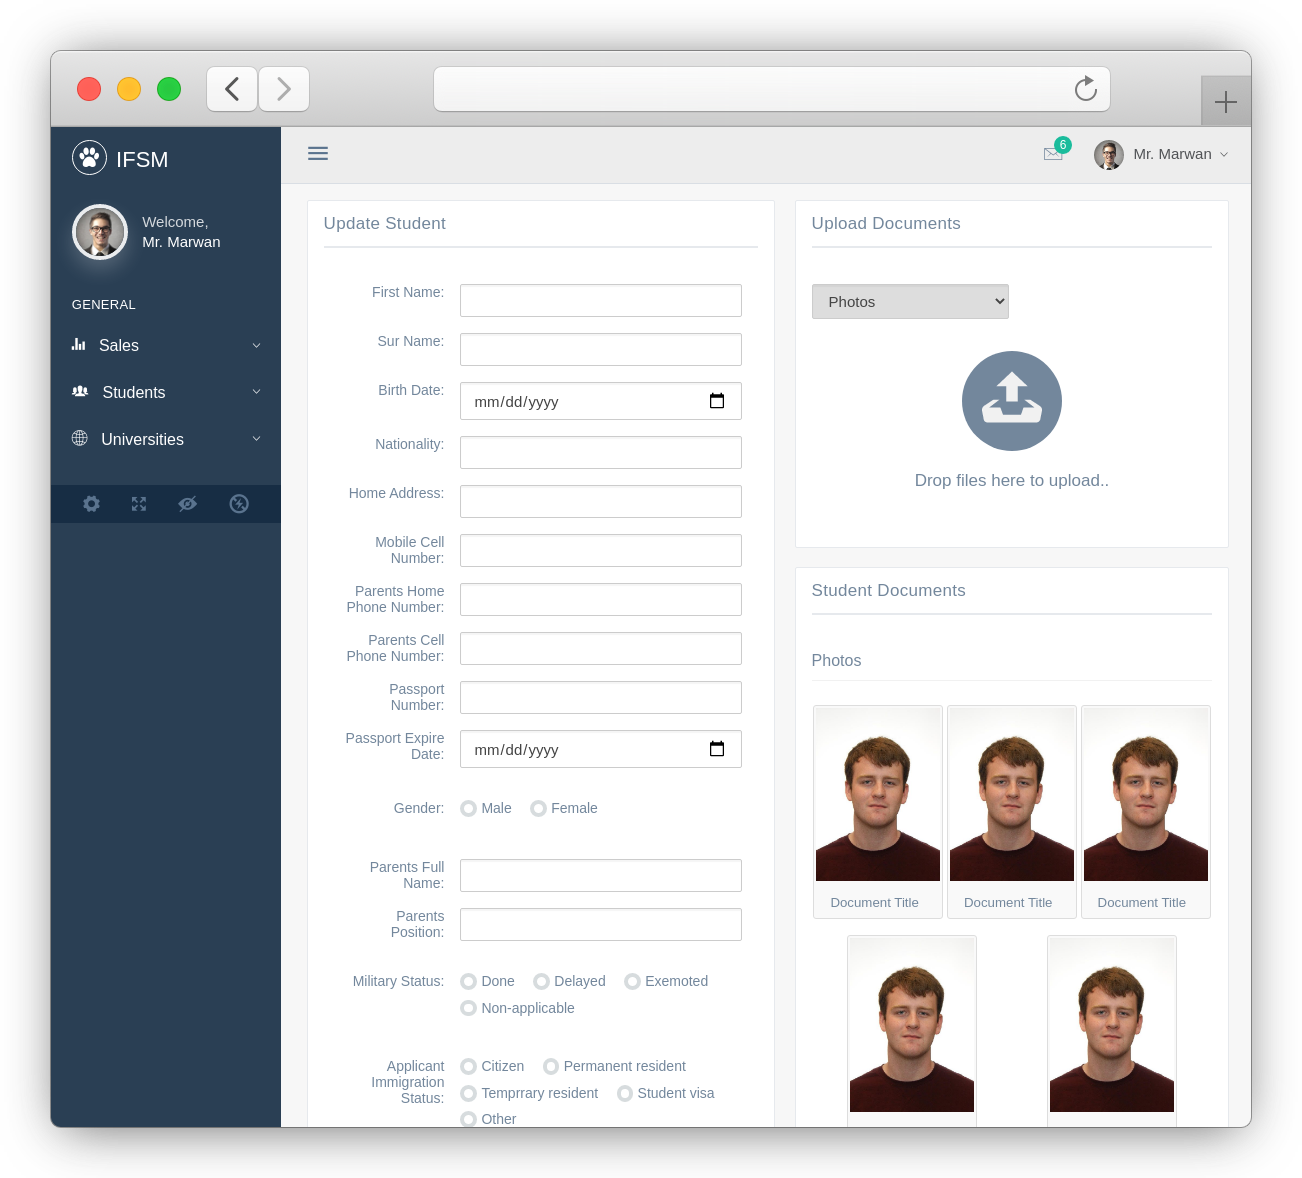 IFSM
Welcome,
Mr. Marwan
GENERAL
Sales
Students
Universities
6
Mr. Marwan
Update Student
First Name:
Sur Name:
Birth Date:
mm/dd/yyyy
Nationality:
Home Address:
Mobile Cell
Number:
Parents Home
Phone Number:
Parents Cell
Phone Number:
Passport
Number:
Passport Expire
Date:
mm/dd/yyyy
Gender:
Male Female
Parents Full
Name:
Parents
Position:
Military Status:
Done Delayed Exemoted
Non-applicable
Applicant
Immigration
Status:
Citizen Permanent resident
Temprrary resident Student visa
Other
Upload Documents
Photos
Drop files here to upload..
Student Documents
Photos
Document Title Document Title Document Title